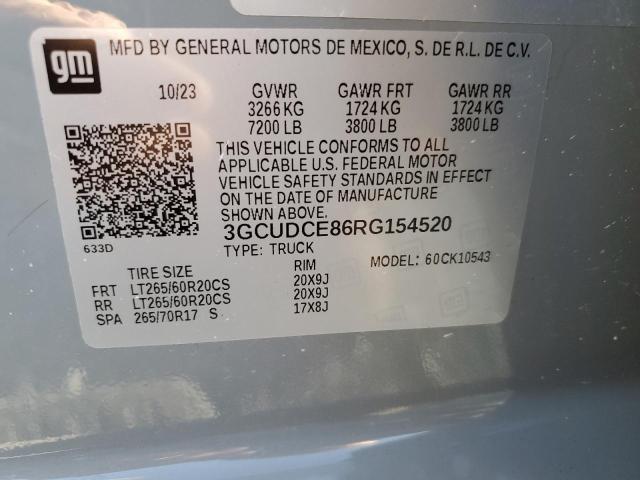 gm
MFD BY GENERAL MOTORS DE MEXICO, S. DE R.L. DE C.V.
10/23 GVWR GAWR FRT GAWR RR
3266 KG 1724 KG 1724 KG
7200 LB 3800 LB 3800 LB
THIS VEHICLE CONFORMS TO ALL
APPLICABLE U.S. FEDERAL MOTOR
VEHICLE SAFETY STANDARDS IN EFFECT
ON THE DATE OF MANUFACTURE
SHOWN ABOVE.
3GCUDCE86RG154520
633D
TYPE: TRUCK
MODEL: 60CK10543
TIRE SIZE RIM
FRT LT265/60R20CS 20X9J
RR LT265/60R20CS 20X9J
SPA 265/70R17 S 17X8J